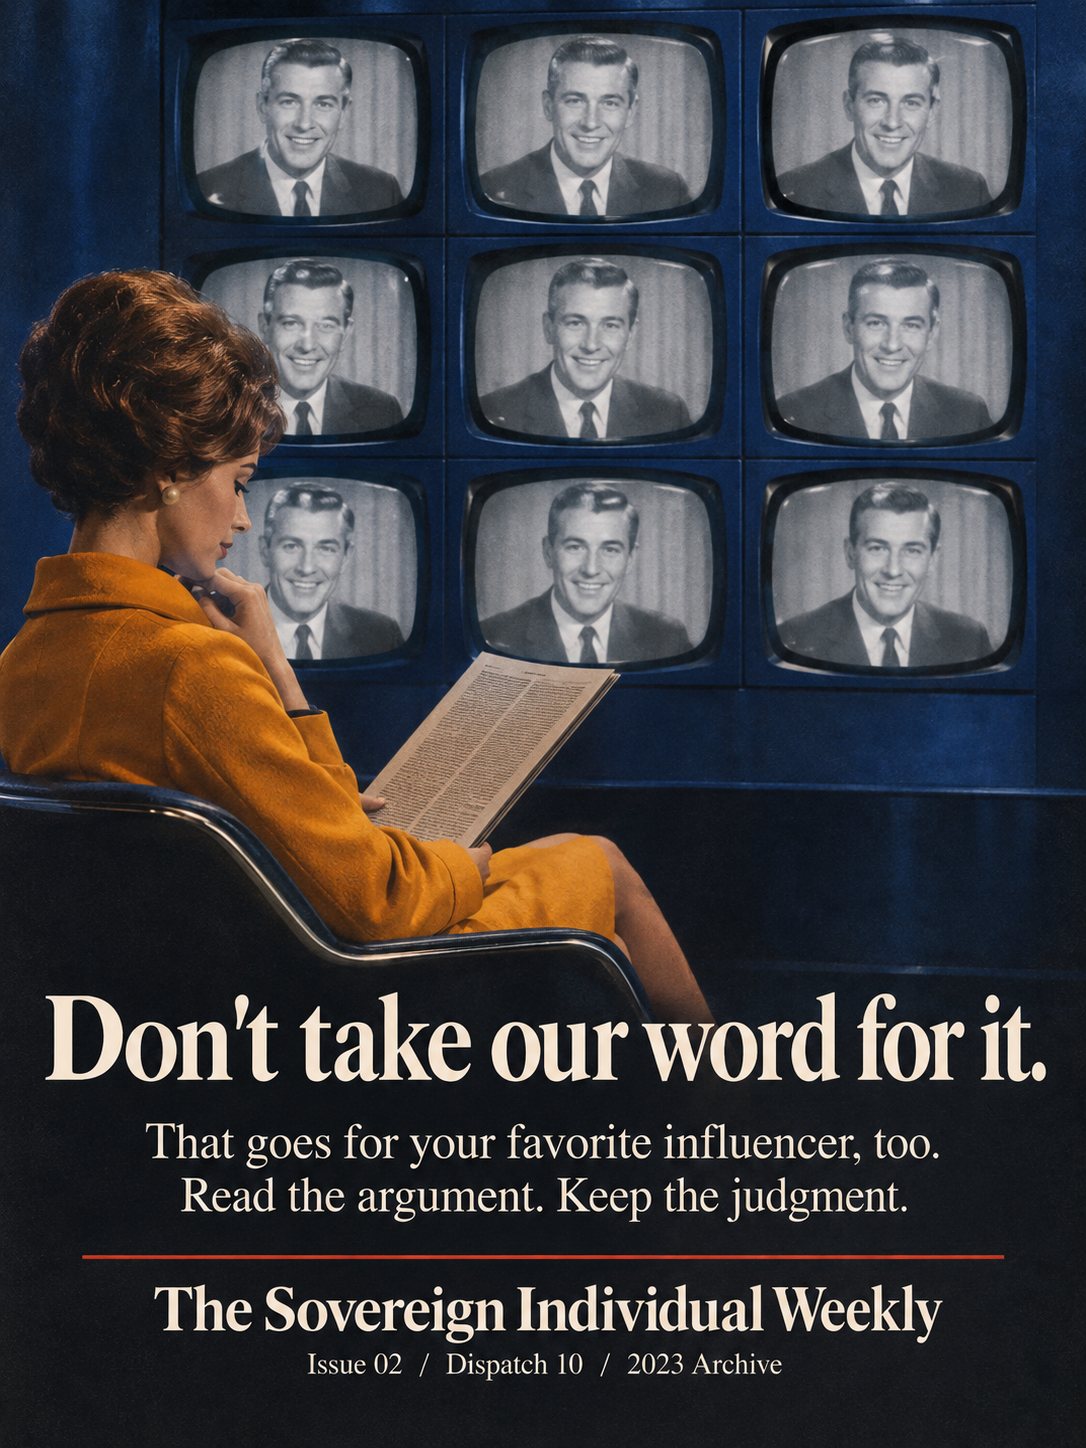 Don't take our word for it.
That goes for your favorite influencer, too.
Read the argument. Keep the judgment.
The Sovereign Individual Weekly
Issue 02 / Dispatch 10 / 2023 Archive